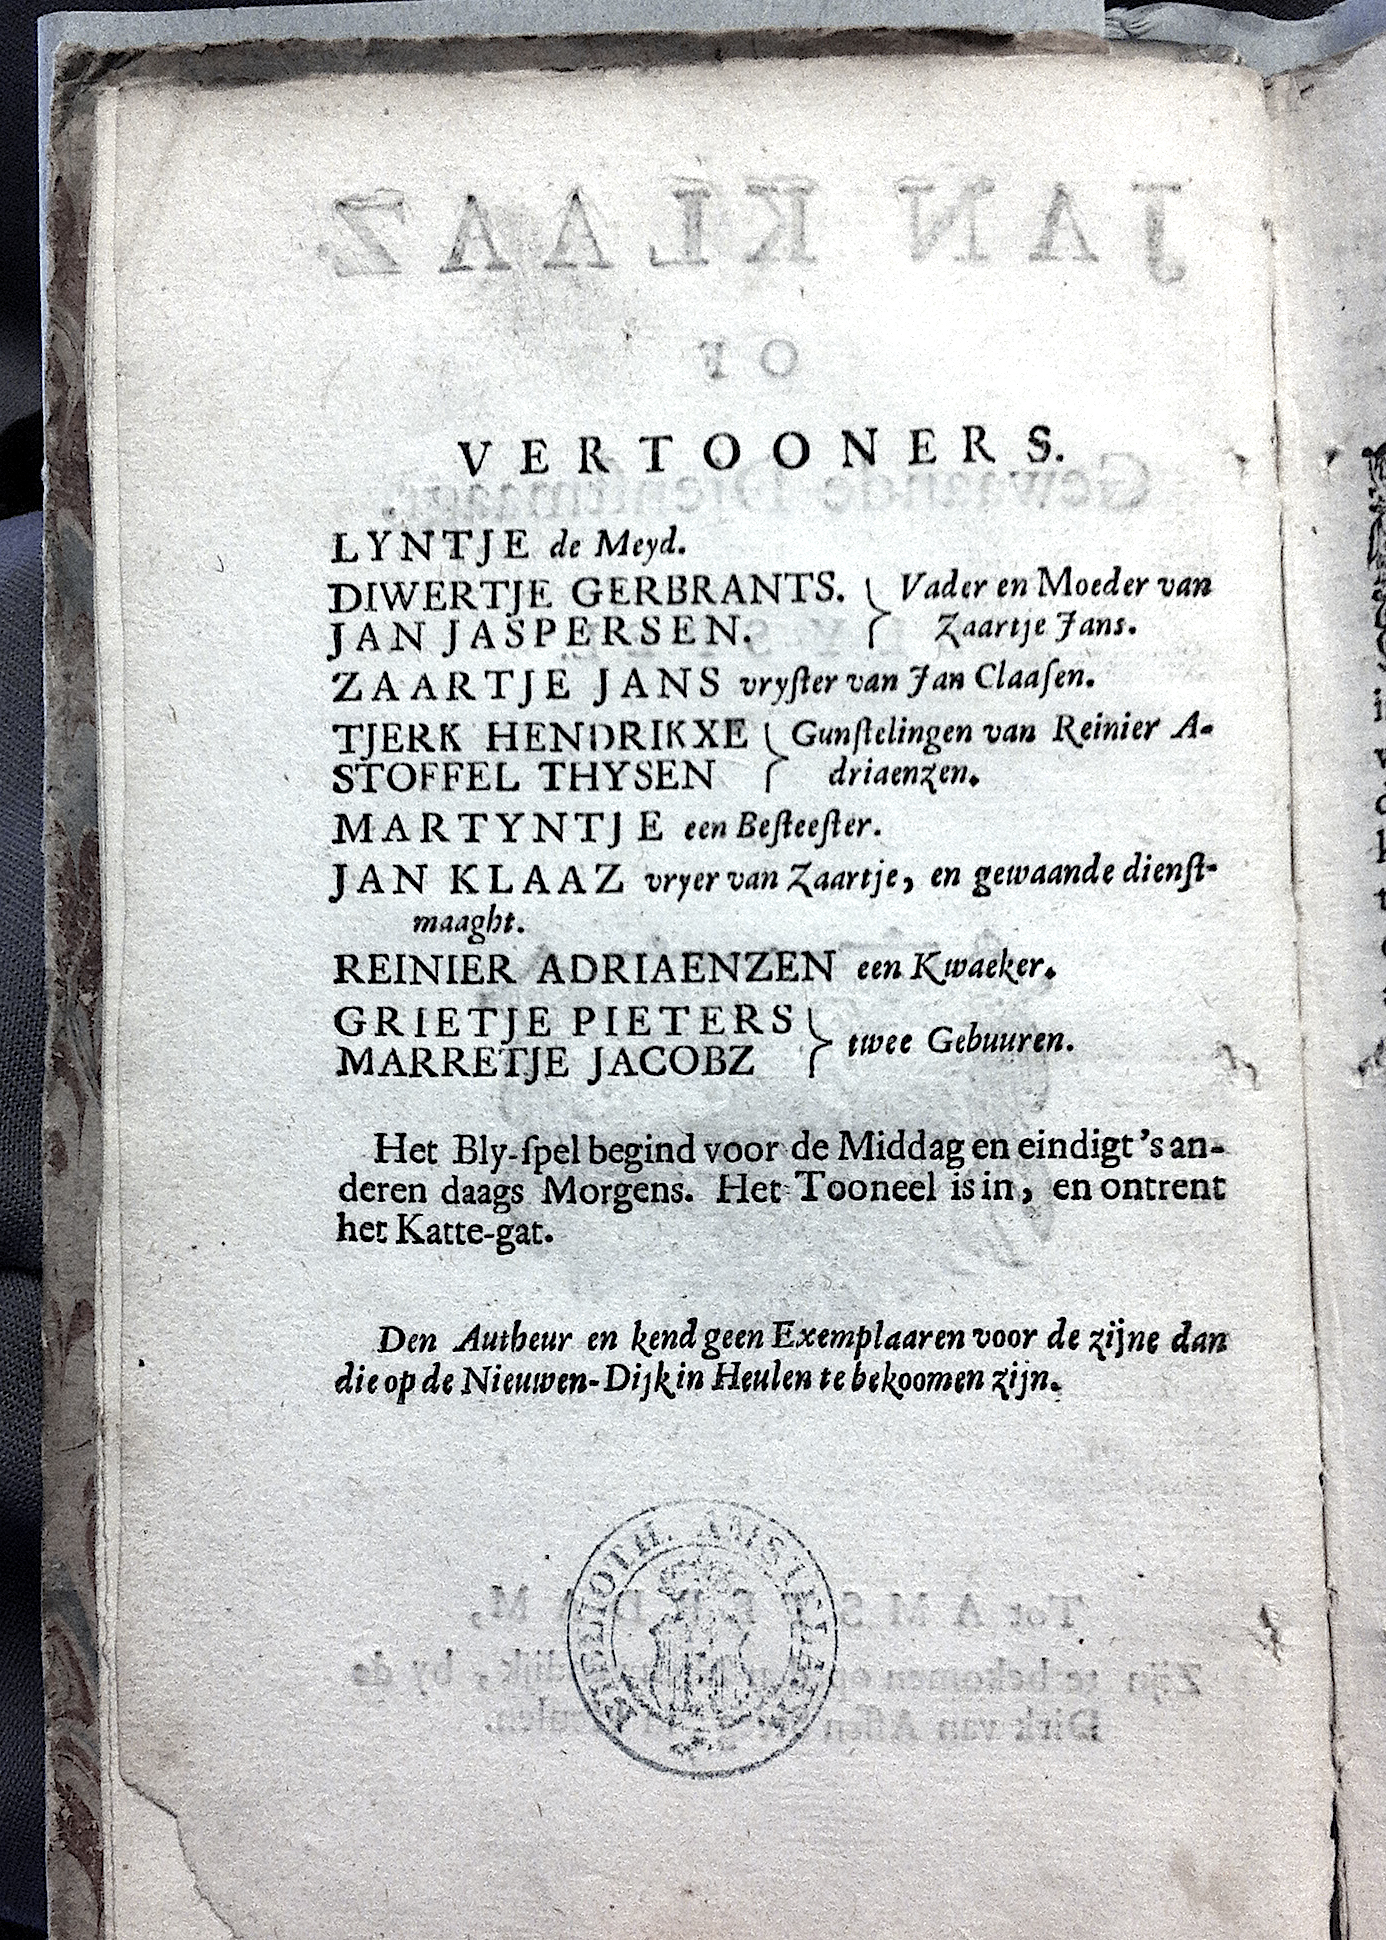 VERTOONERS.
LYNTJE de Meyd.
DIWERTJE GERBRANTS. } Vader en Moeder van
JAN JASPERSEN. Zaartje Jans.
ZAARTJE JANS vryſter van Jan Claaſen.
TJERK HENDRIKXE } Gunſtelingen van Reinier A-
STOFFEL THYSEN driaenzen.
MARTYNTJE een Beſteeſter.
JAN KLAAZ vryer van Zaartje, en gewaande dienſt-
maaght.
REINIER ADRIAENZEN een Kwaeker.
GRIETJE PIETERS } twee Gebuuren.
MARRETJE JACOBZ
Het Bly-ſpel begind voor de Middag en eindigt 's an-
deren daags Morgens. Het Tooneel is in, en ontrent
het Katte-gat.
Den Autheur en kend geen Exemplaaren voor de zijne dan
die op de Nieuwen-Dijk in Heulen te bekoomen zijn.